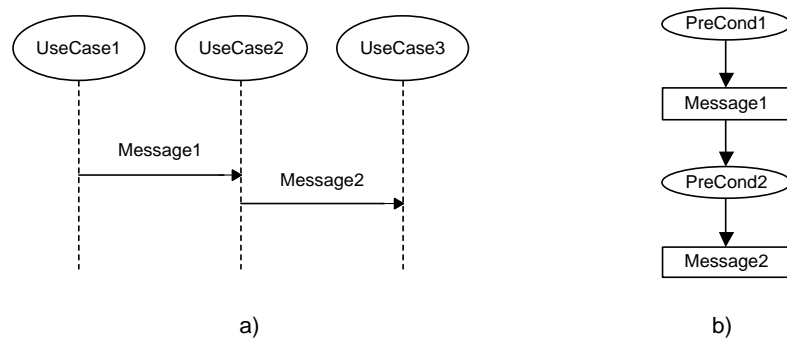 UseCase1
UseCase2
UseCase3
Message1
Message2
a)
PreCond1
Message1
PreCond2
Message2
b)